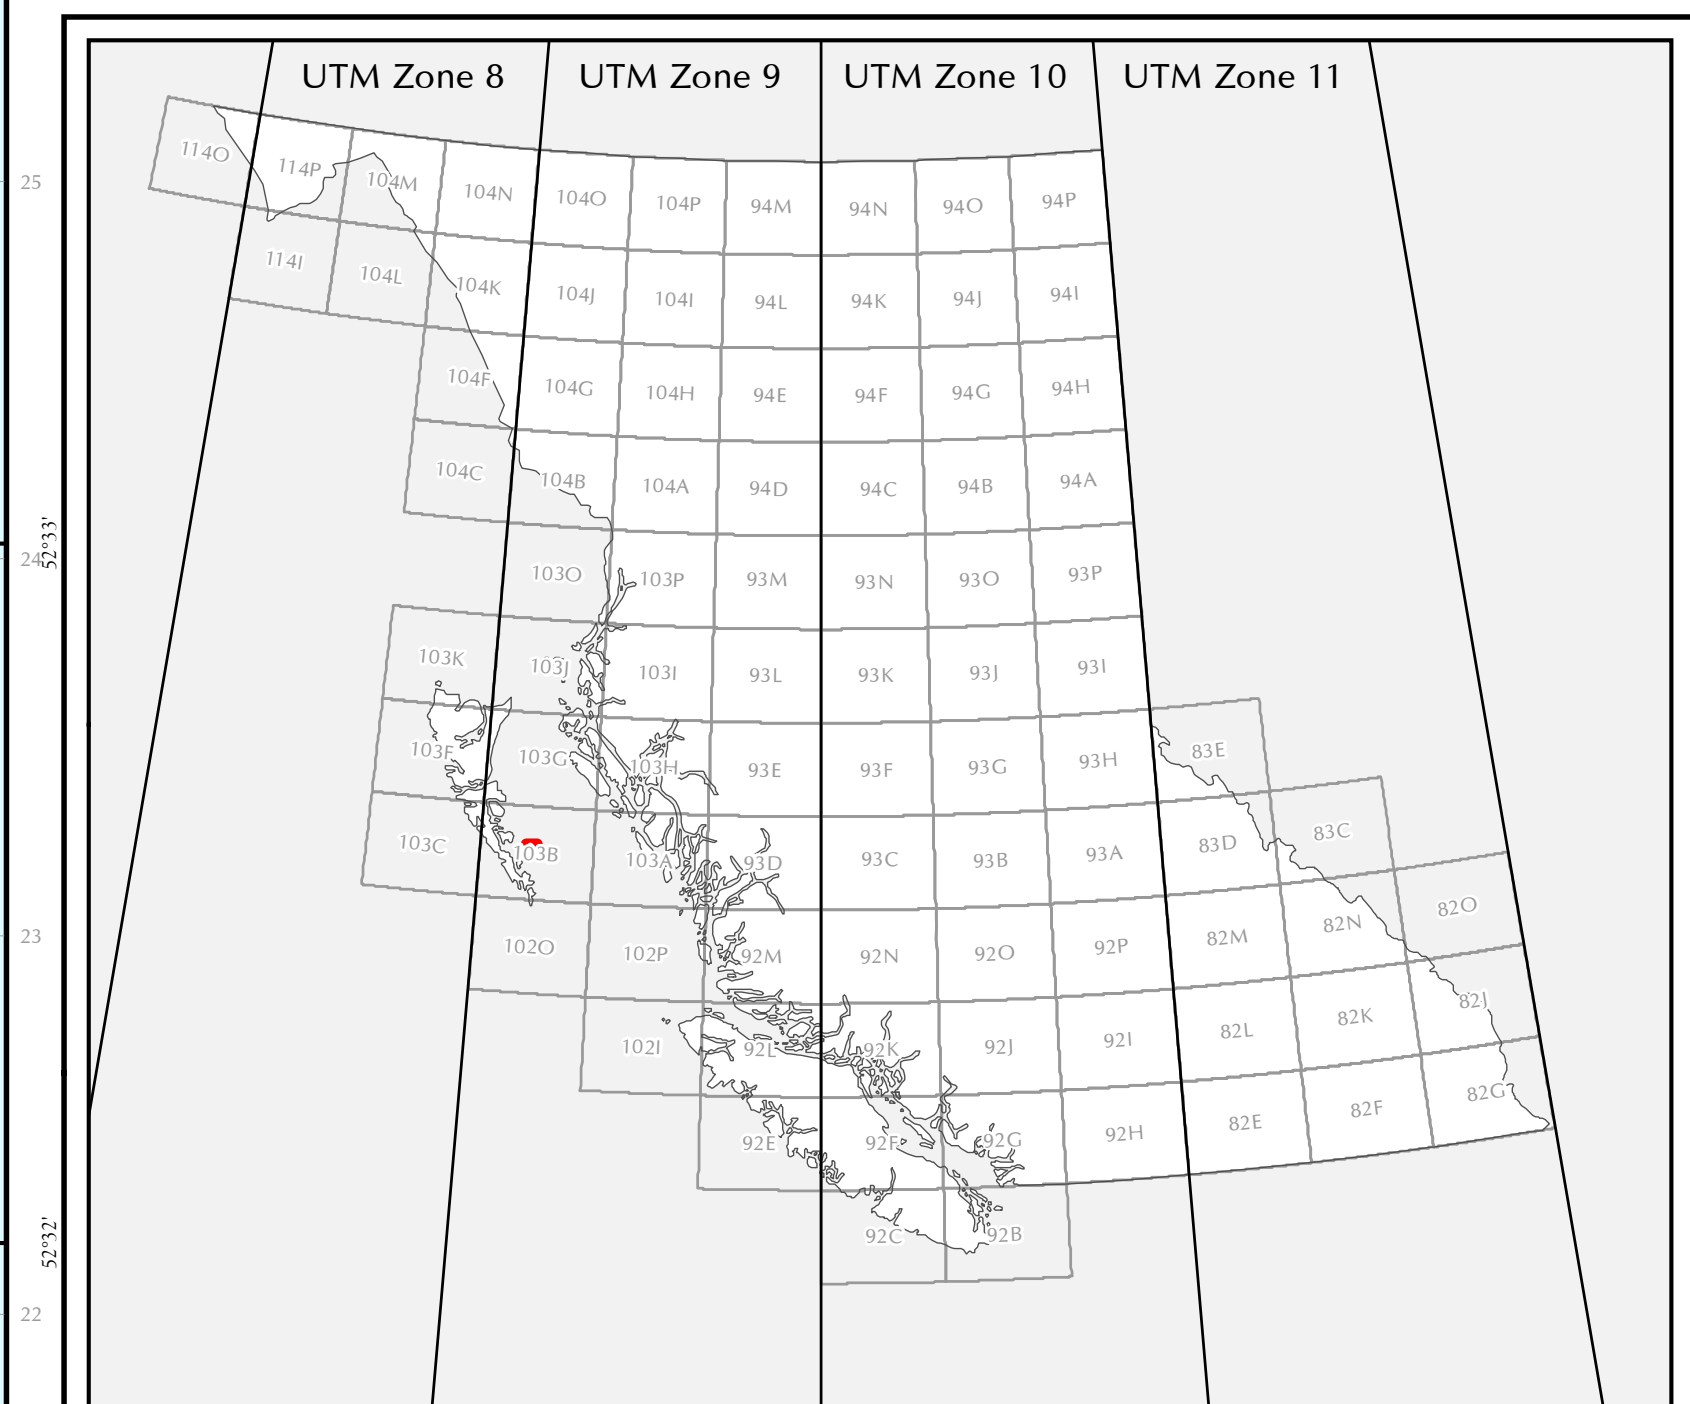 UTM Zone 8 UTM Zone 9 UTM Zone 10 UTM Zone 11
114O 114P 104M 104N 104O 104P 94M 94N 94O 94P
25
114I 104L 104K 104J 104I 94L 94K 94J 94I
104F 104G 104H 94E 94F 94G 94H
104C 104B 104A 94D 94C 94B 94A
24
52°33'
103O 103P 93M 93N 93O 93P
103K 103J 103I 93L 93K 93J 93I
103F 103G 103H 93E 93F 93G 93H 83E
103C 103B 103A 93D 93C 93B 93A 83D 83C
23
102O 102P 92M 92N 92O 92P 82M 82N 82O
102I 92L 92K 92J 92I 82L 82K 82J
92E 92F 92G 92H 82E 82F 82G
52°32'
92C 92B
22